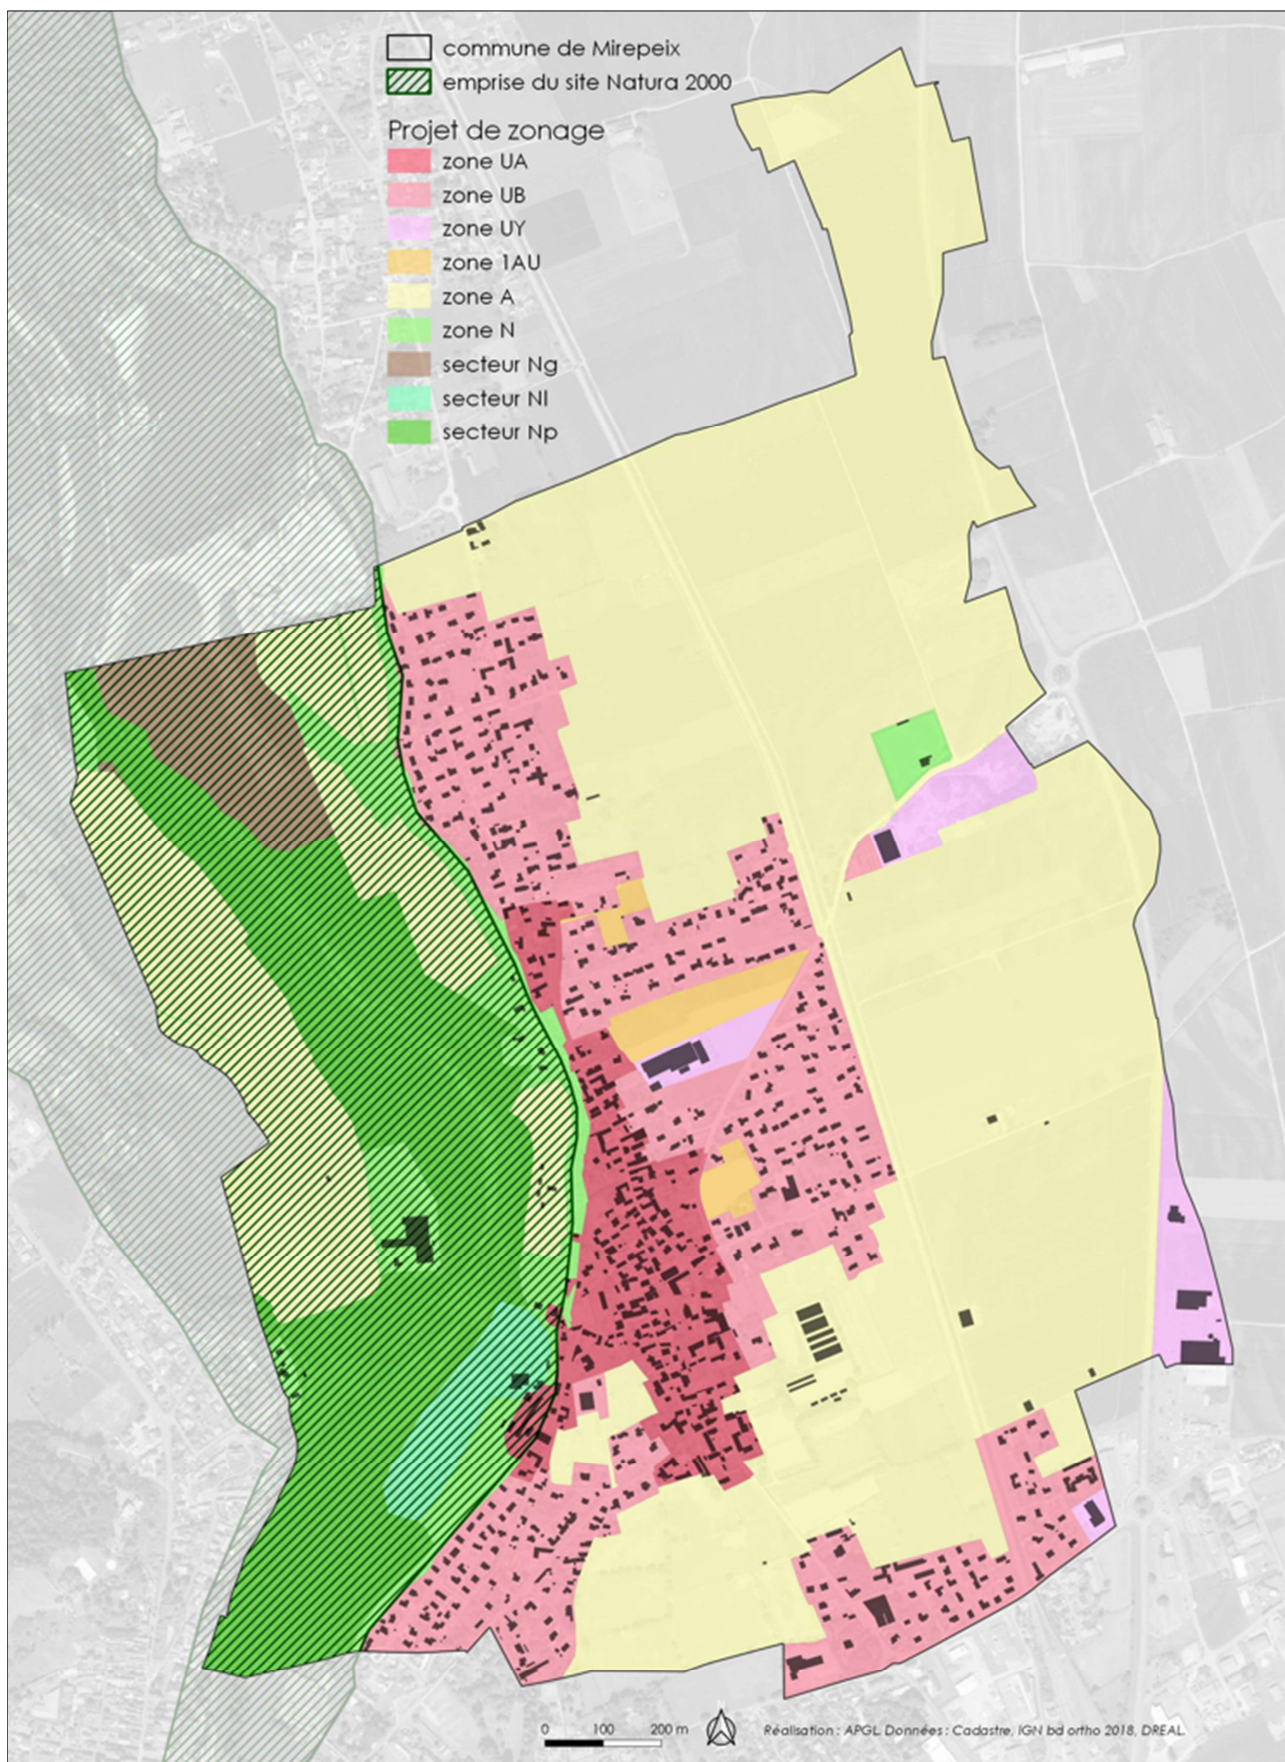 commune de Mirepeix
emprise du site Natura 2000
Projet de zonage
zone UA
zone UB
zone UY
zone 1AU
zone A
zone N
secteur Ng
secteur Nl
secteur Np
0 100 200 m
N
Réalisation : APGL. Données : Cadastre, IGN bd ortho 2018, DREAL.